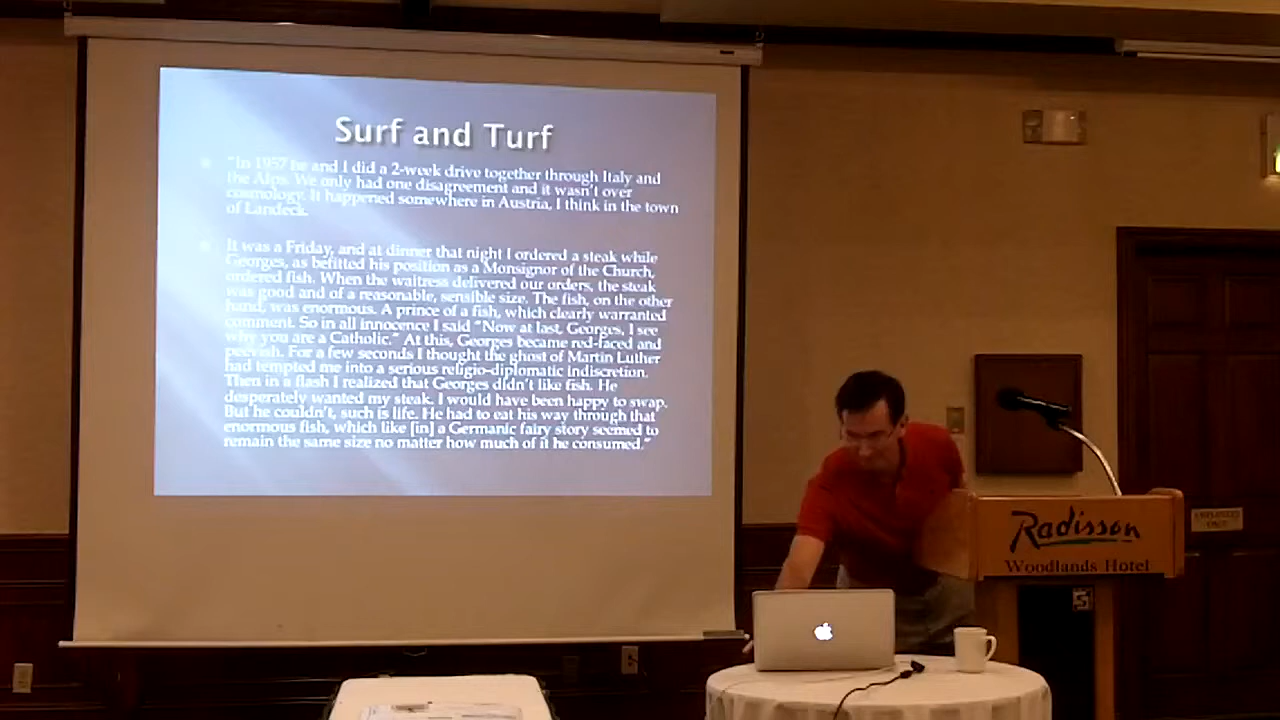 Surf and Turf
"In 1957 he and I did a 2-week drive together through Italy and
the Alps. We only had one disagreement and it wasn't over
cosmology. It happened somewhere in Austria, I think in the town
of Landeck.
It was a Friday, and at dinner that night I ordered a steak while
Georges, as befitted his position as a Monsignor of the Church,
ordered fish. When the waitress delivered our orders, the steak
was good and of a reasonable, sensible size. The fish, on the other
hand, was enormous. A prince of a fish, which clearly warranted
comment. So in all innocence I said "Now at last, Georges, I see
why you are a Catholic." At this, Georges became red-faced and
peevish. For a few seconds I thought the ghost of Martin Luther
had tempted me into a serious religio-diplomatic indiscretion.
Then in a flash I realized that Georges didn't like fish. He
desperately wanted my steak. I would have been happy to swap.
But he couldn't, such is life. He had to eat his way through that
enormous fish, which like [in] a Germanic fairy story seemed to
remain the same size no matter how much of it he consumed."
Radisson
Woodlands Hotel
EMPLOYEES
ONLY